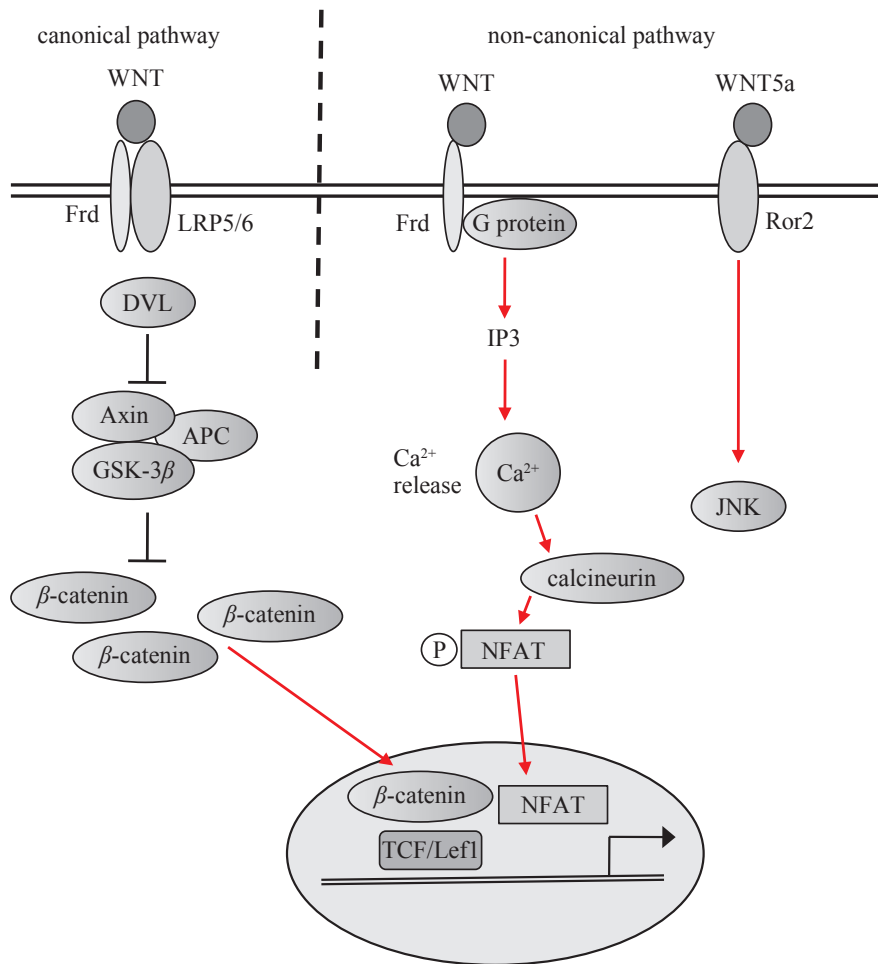 canonical pathway
non-canonical pathway
WNT
WNT
WNT5a
Frd
LRP5/6
Frd
G protein
Ror2
DVL
IP3
Axin
APC
GSK-3β
Ca²⁺
release
Ca²⁺
JNK
β-catenin
β-catenin
β-catenin
calcineurin
P
NFAT
β-catenin
NFAT
TCF/Lef1